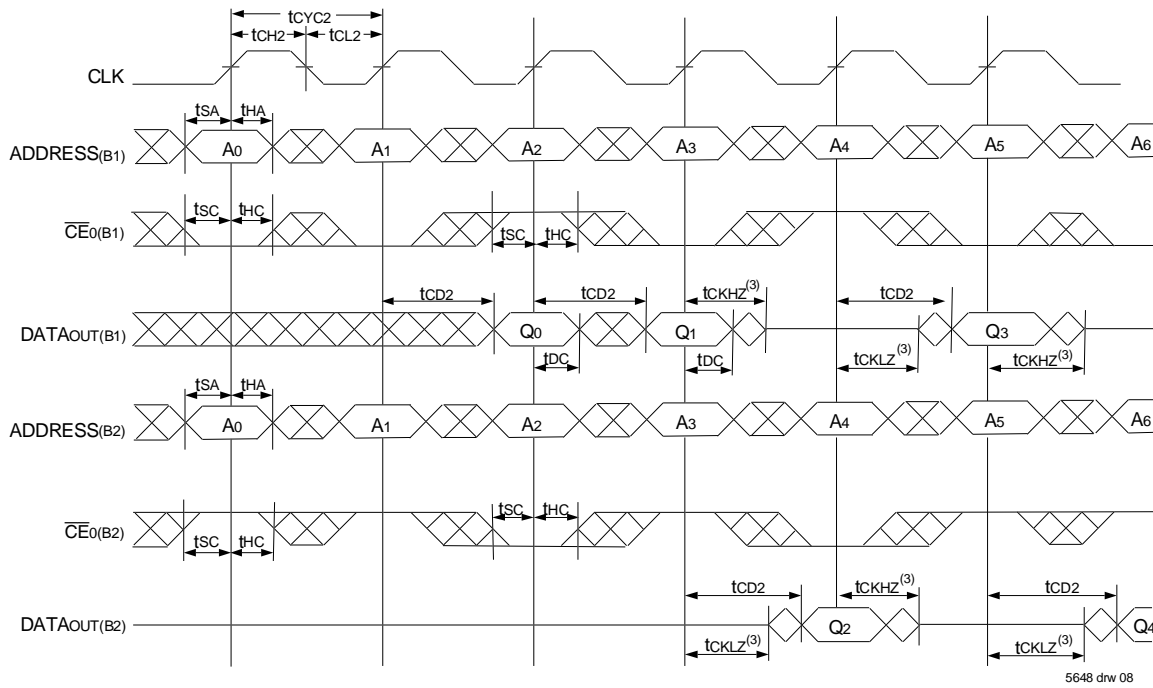 tCYC2
tCH2 tCL2
CLK
tSA tHA
ADDRESS(B1) A0 A1 A2 A3 A4 A5 A6
tSC tHC
CE0(B1)
tSC tHC
tCD2 tCD2 tCKHZ(3) tCD2
DATAOUT(B1) Q0 Q1 Q3
tDC tDC tCKLZ(3) tCKHZ(3)
tSA tHA
ADDRESS(B2) A0 A1 A2 A3 A4 A5 A6
tSC tHC
CE0(B2)
tSC tHC
tCD2 tCKHZ(3) tCD2
DATAOUT(B2) Q2 Q4
tCKLZ(3) tCKLZ(3)
5648 drw 08